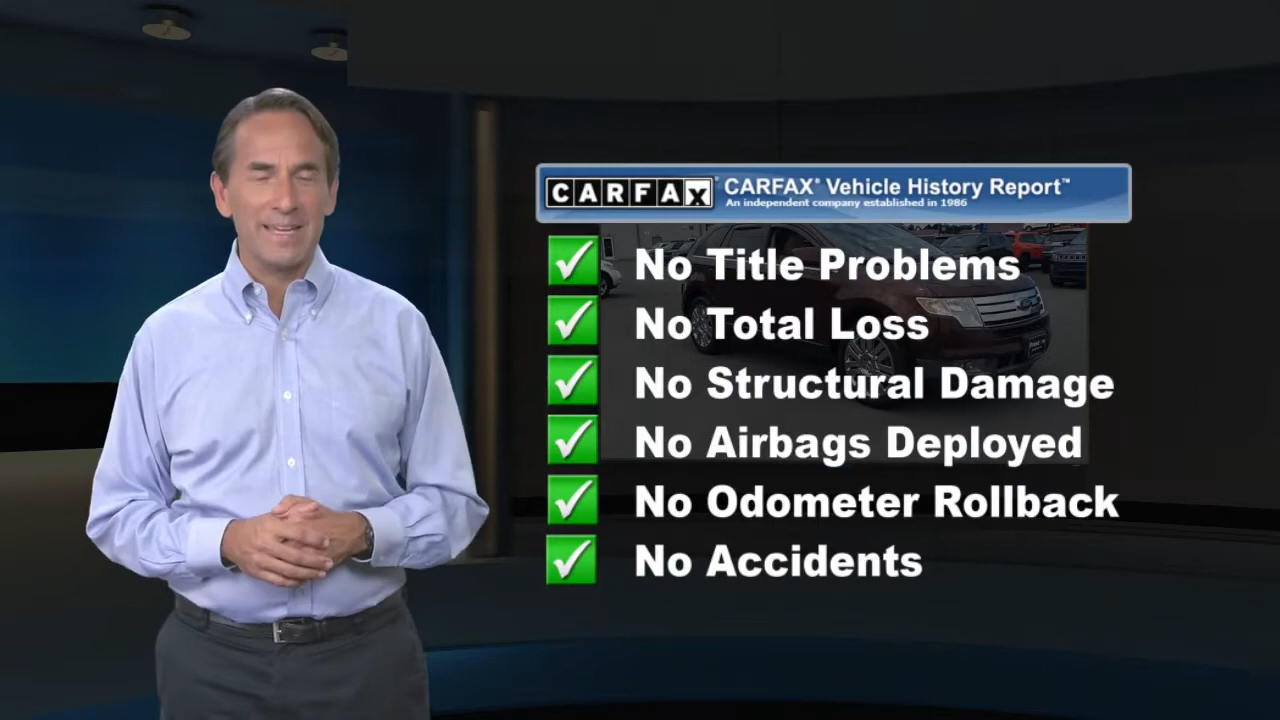 CARFAX® CARFAX® Vehicle History Report™
An independent company established in 1986
No Title Problems
No Total Loss
No Structural Damage
No Airbags Deployed
No Odometer Rollback
No Accidents